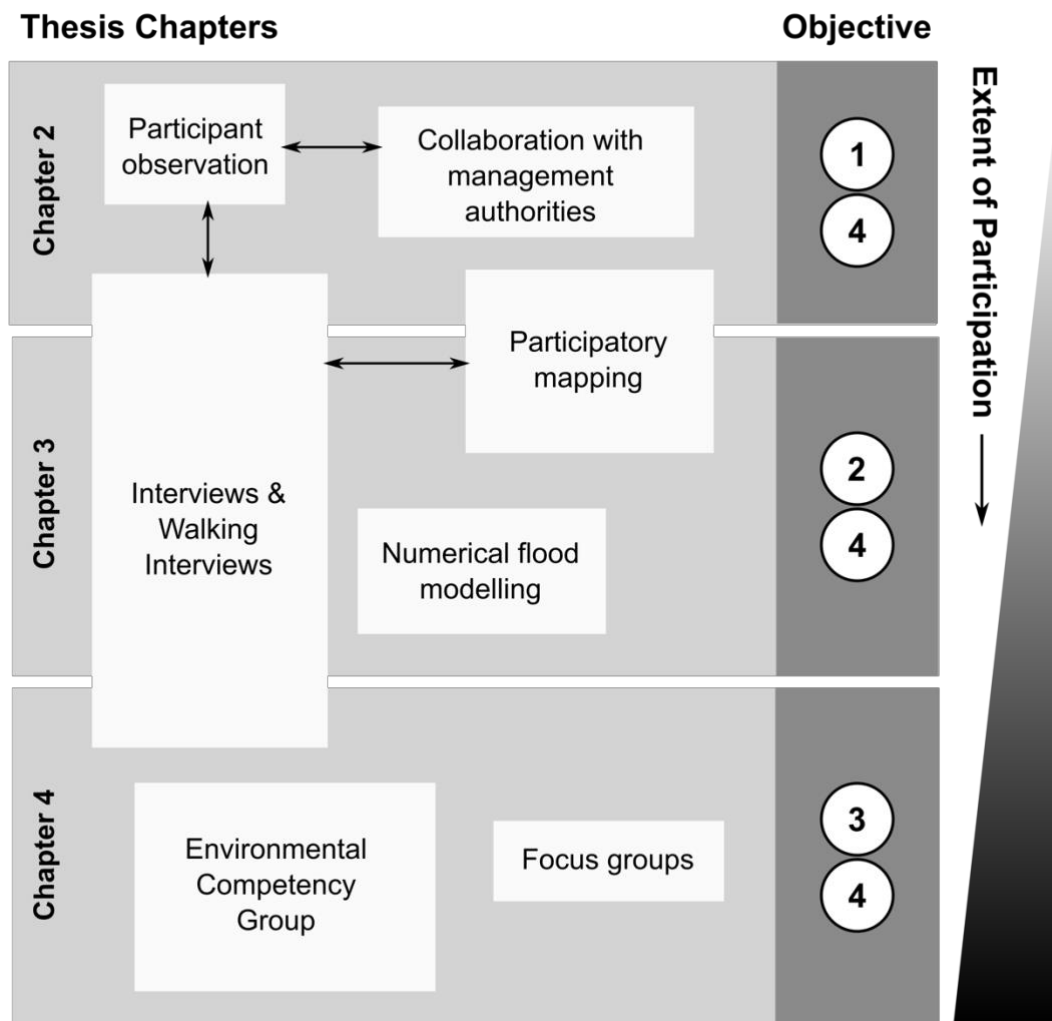 Thesis Chapters
Objective
Chapter 2
Participant
observation
Collaboration with
management
authorities
1
4
Extent of Participation
Chapter 3
Interviews &
Walking
Interviews
Participatory
mapping
Numerical flood
modelling
2
4
Chapter 4
Environmental
Competency
Group
Focus groups
3
4